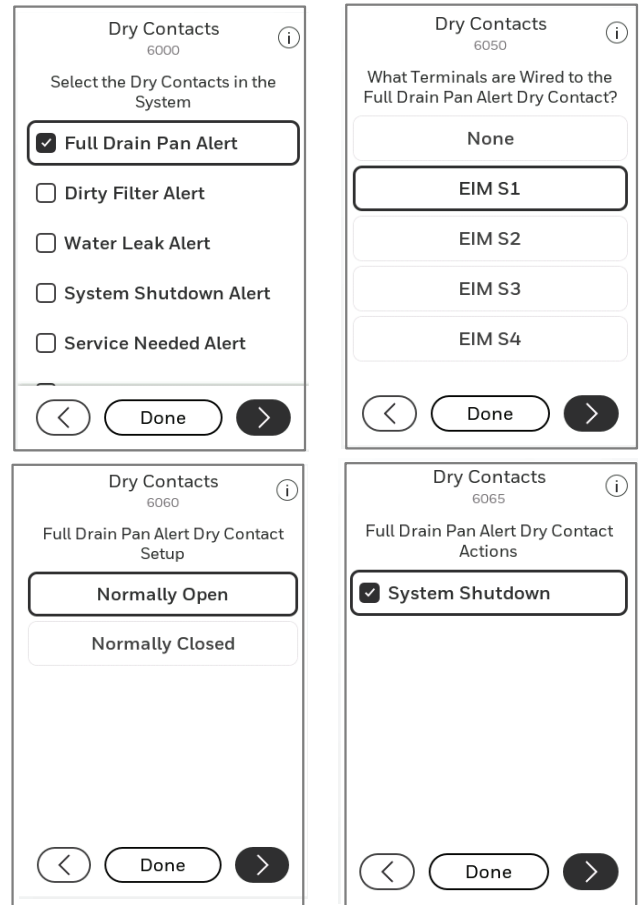 Dry Contacts
6000
Select the Dry Contacts in the
System
Full Drain Pan Alert
Dirty Filter Alert
Water Leak Alert
System Shutdown Alert
Service Needed Alert
Done
Dry Contacts
6050
What Terminals are Wired to the
Full Drain Pan Alert Dry Contact?
None
EIM S1
EIM S2
EIM S3
EIM S4
Done
Dry Contacts
6060
Full Drain Pan Alert Dry Contact
Setup
Normally Open
Normally Closed
Done
Dry Contacts
6065
Full Drain Pan Alert Dry Contact
Actions
System Shutdown
Done